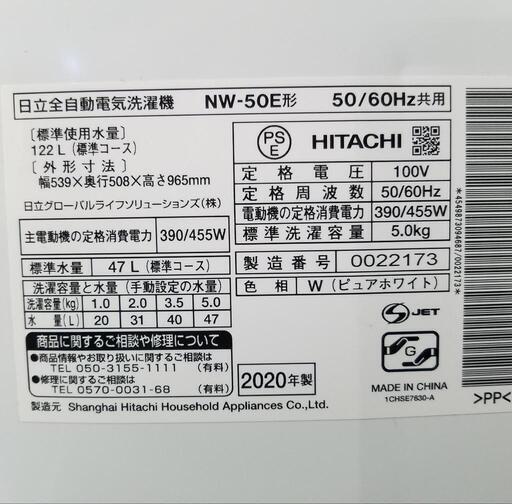 日立全自動電気洗濯機 NW-50E形 50/60Hz共用
〔標準使用水量〕
122L(標準コース)
〔外形寸法〕
幅539×奥行508×高さ965mm
日立グローバルライフソリューションズ(株)
主電動機の定格消費電力 390/455W
標準水量 47L(標準コース)
洗濯容量と水量(手動設定の水量)
洗濯容量(kg) 1.0 2.0 3.5 5.0
水量(L) 20 31 40 47
商品に関するご相談や修理について
●商品情報やお取り扱いに関するご相談
TEL 050-3155-1111 (有料)
●修理に関するご相談
TEL 0570-0031-68 (有料)
製造元 Shanghai Hitachi Household Appliances Co.,Ltd.
PS
E
HITACHI
定格電圧 100V
定格周波数 50/60Hz
電動機の定格消費電力 390/455W
標準洗濯容量 5.0kg
製造番号 0022173
色相 W(ピュアホワイト)
2020年製
S JET
G
MADE IN CHINA
1CHSE7630-A
*4549873094687/0022173*
>PP<